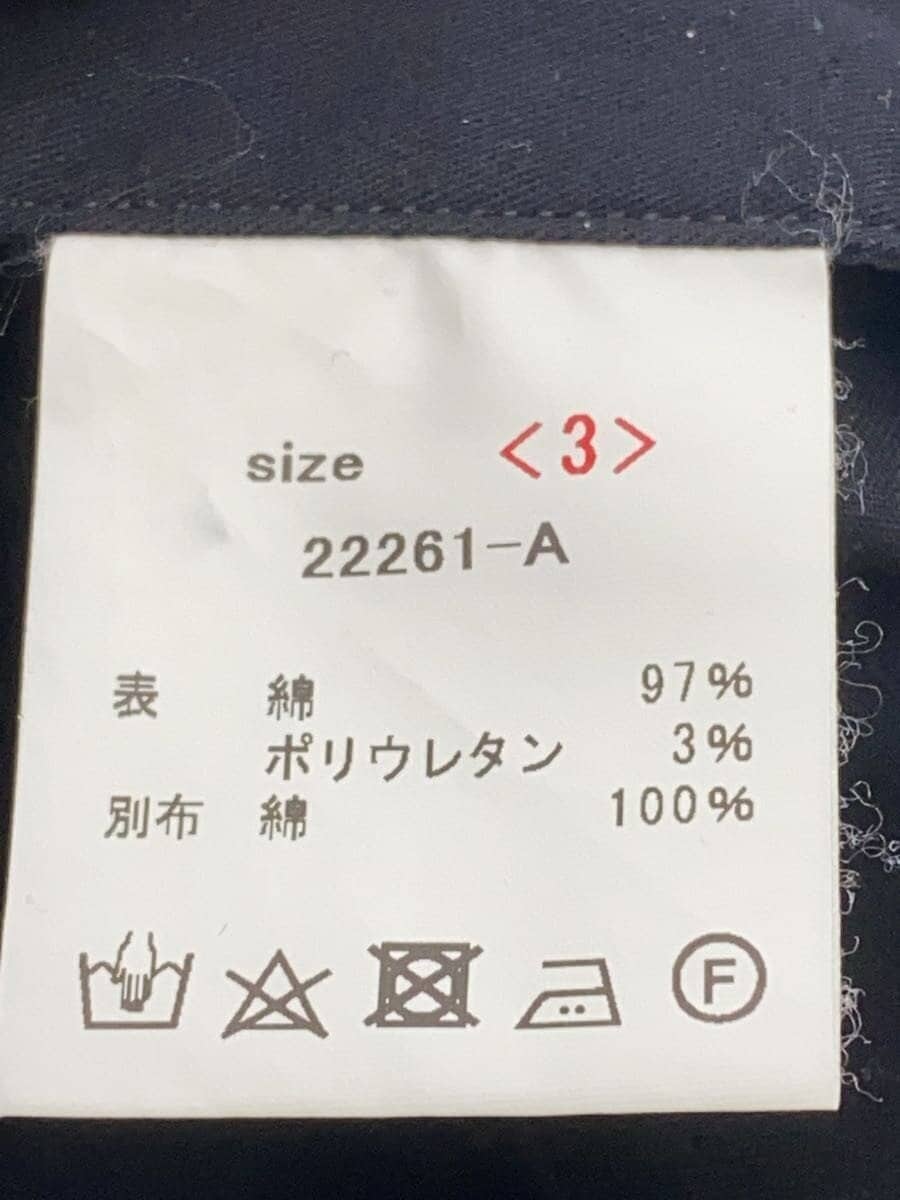 size <3>
22261-A
表 綿 97%
ポリウレタン 3%
別布 綿 100%
F